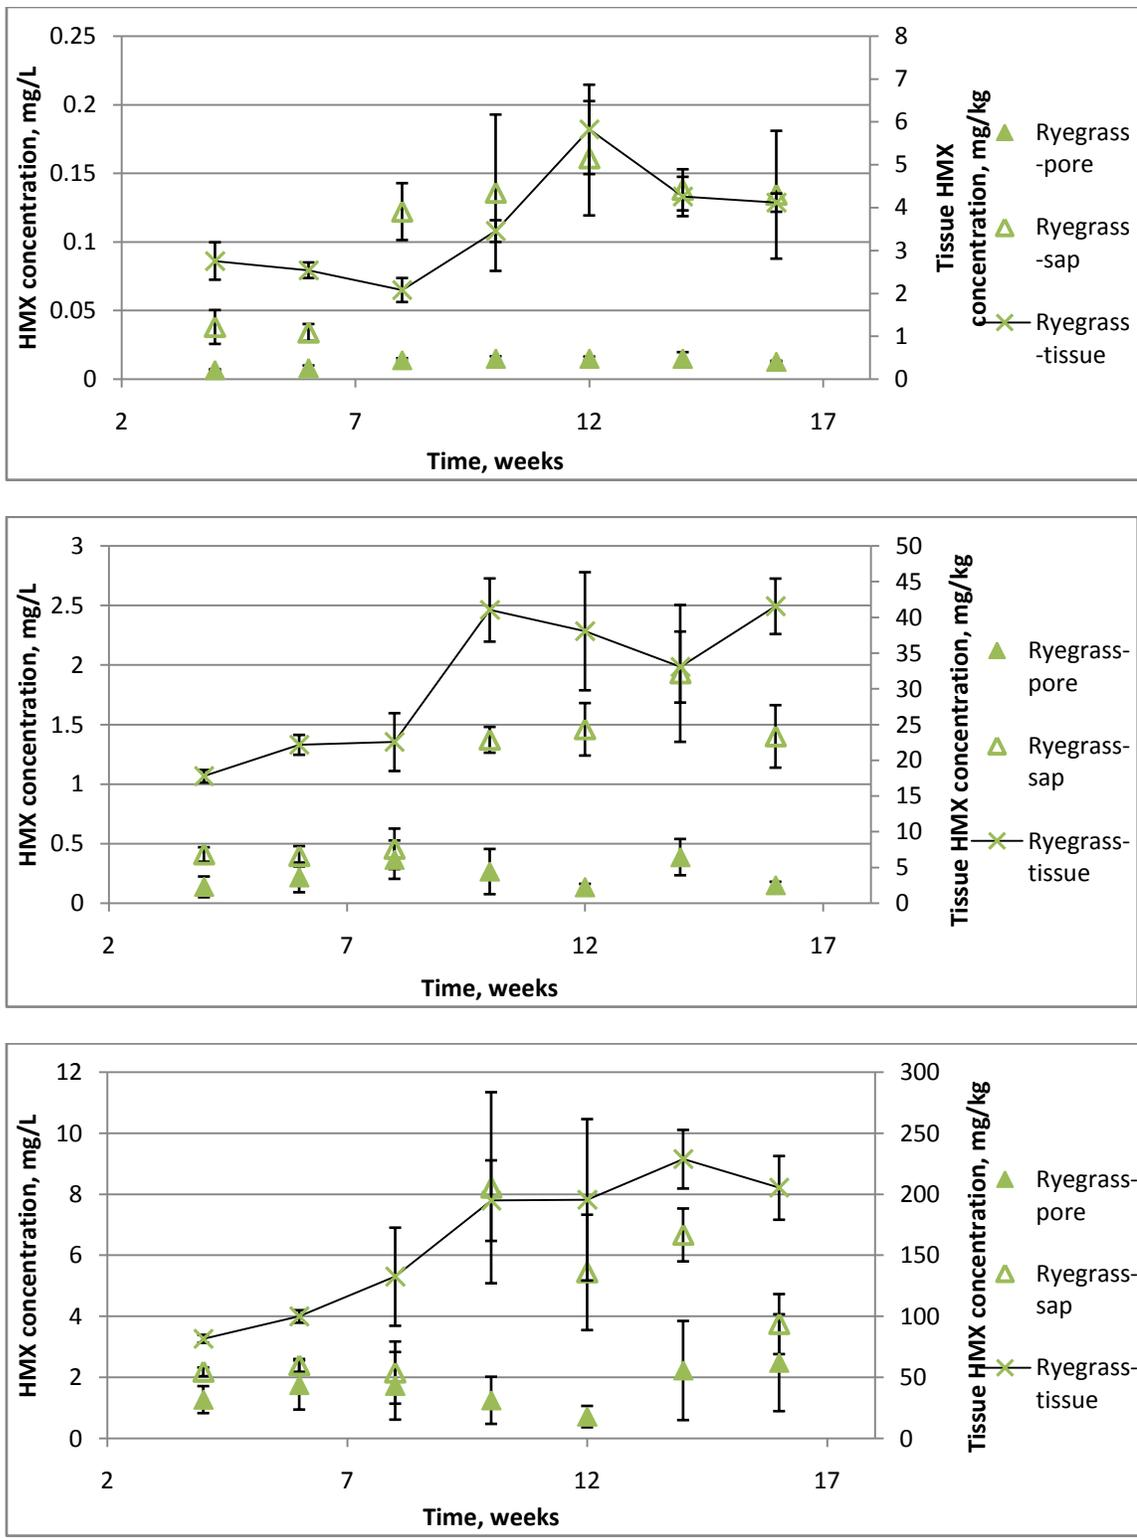 0.25
0.2
0.15
0.1
0.05
0
HMX concentration, mg/L
8
7
6
5
4
3
2
1
0
Tissue HMX
concentration, mg/kg
2
7
12
17
Time, weeks
Ryegrass
-pore
Ryegrass
-sap
Ryegrass
-tissue
3
2.5
2
1.5
1
0.5
0
HMX concentration, mg/L
50
45
40
35
30
25
20
15
10
5
0
Tissue HMX concentration, mg/kg
2
7
12
17
Time, weeks
Ryegrass-
pore
Ryegrass-
sap
Ryegrass-
tissue
12
10
8
6
4
2
0
HMX concentration, mg/L
300
250
200
150
100
50
0
Tissue HMX concentration, mg/kg
2
7
12
17
Time, weeks
Ryegrass-
pore
Ryegrass-
sap
Ryegrass-
tissue